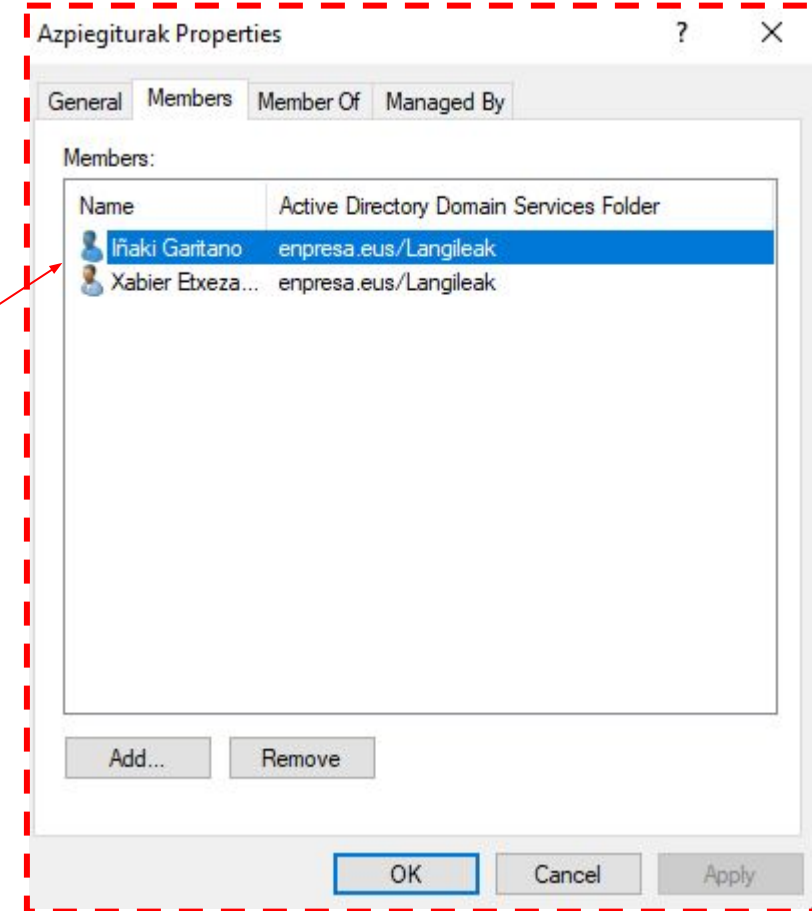 Azpiegiturak Properties ? ×
General Members Member Of Managed By
Members:
Name Active Directory Domain Services Folder
Iñaki Garitano enpresa.eus/Langileak
Xabier Etxeza... enpresa.eus/Langileak
Add... Remove
OK Cancel Apply